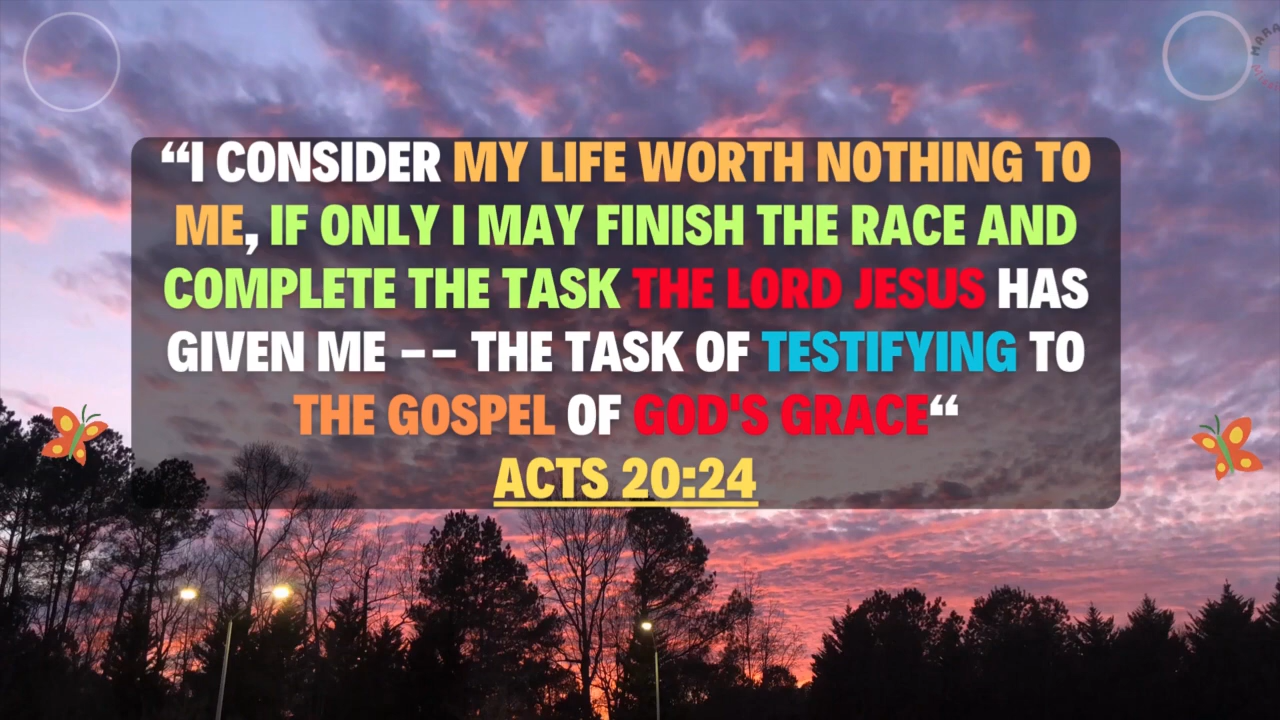 “I CONSIDER MY LIFE WORTH NOTHING TO
ME, IF ONLY I MAY FINISH THE RACE AND
COMPLETE THE TASK THE LORD JESUS HAS
GIVEN ME –– THE TASK OF TESTIFYING TO
THE GOSPEL OF GOD'S GRACE“
ACTS 20:24